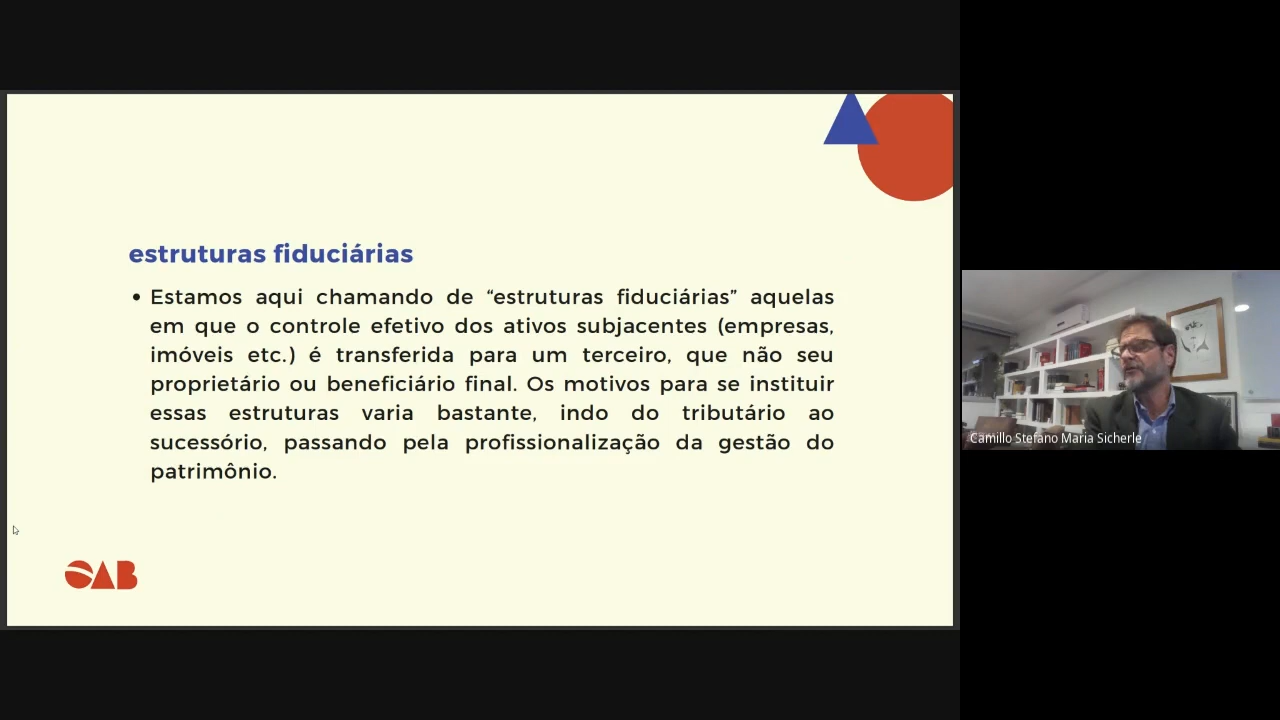 estruturas fiduciárias
• Estamos aqui chamando de “estruturas fiduciárias” aquelas
em que o controle efetivo dos ativos subjacentes (empresas,
imóveis etc.) é transferida para um terceiro, que não seu
proprietário ou beneficiário final. Os motivos para se instituir
essas estruturas varia bastante, indo do tributário ao
sucessório, passando pela profissionalização da gestão do
patrimônio.
OAB
Camillo Stefano Maria Sicherle